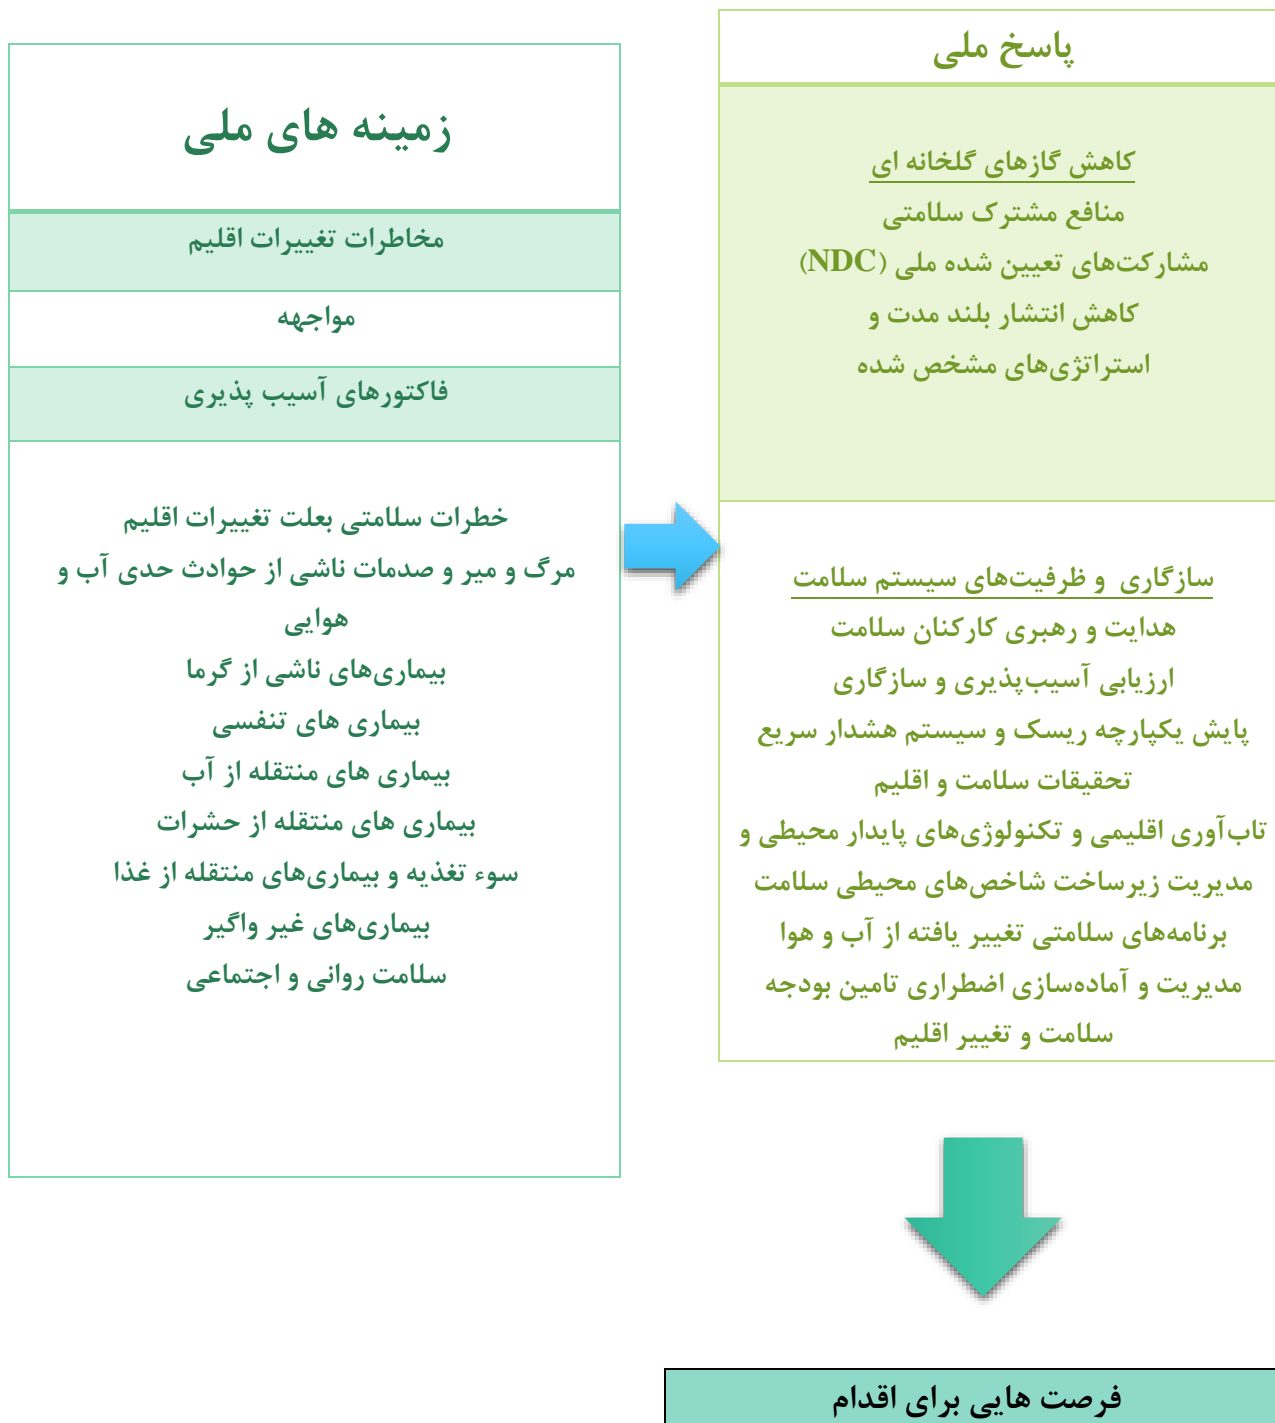 زمینه های ملی
مخاطرات تغییرات اقلیم
مواجهه
فاکتورهای آسیب پذیری
خطرات سلامتی بعلت تغییرات اقلیم
مرگ و میر و صدمات ناشی از حوادث حدی آب و
هوایی
بیماری‌های ناشی از گرما
بیماری های تنفسی
بیماری های منتقله از آب
بیماری های منتقله از حشرات
سوء تغذیه و بیماری‌های منتقله از غذا
بیماری‌های غیر واگیر
سلامت روانی و اجتماعی
پاسخ ملی
کاهش گازهای گلخانه ای
منافع مشترک سلامتی
مشارکت‌های تعیین شده ملی (NDC)
کاهش انتشار بلند مدت و
استراتژی‌های مشخص شده
سازگاری و ظرفیت‌های سیستم سلامت
هدایت و رهبری کارکنان سلامت
ارزیابی آسیب‌پذیری و سازگاری
پایش یکپارچه ریسک و سیستم هشدار سریع
تحقیقات سلامت و اقلیم
تاب‌آوری اقلیمی و تکنولوژی‌های پایدار محیطی و
مدیریت زیرساخت شاخص‌های محیطی سلامت
برنامه‌های سلامتی تغییر یافته از آب و هوا
مدیریت و آماده‌سازی اضطراری تامین بودجه
سلامت و تغییر اقلیم
فرصت هایی برای اقدام